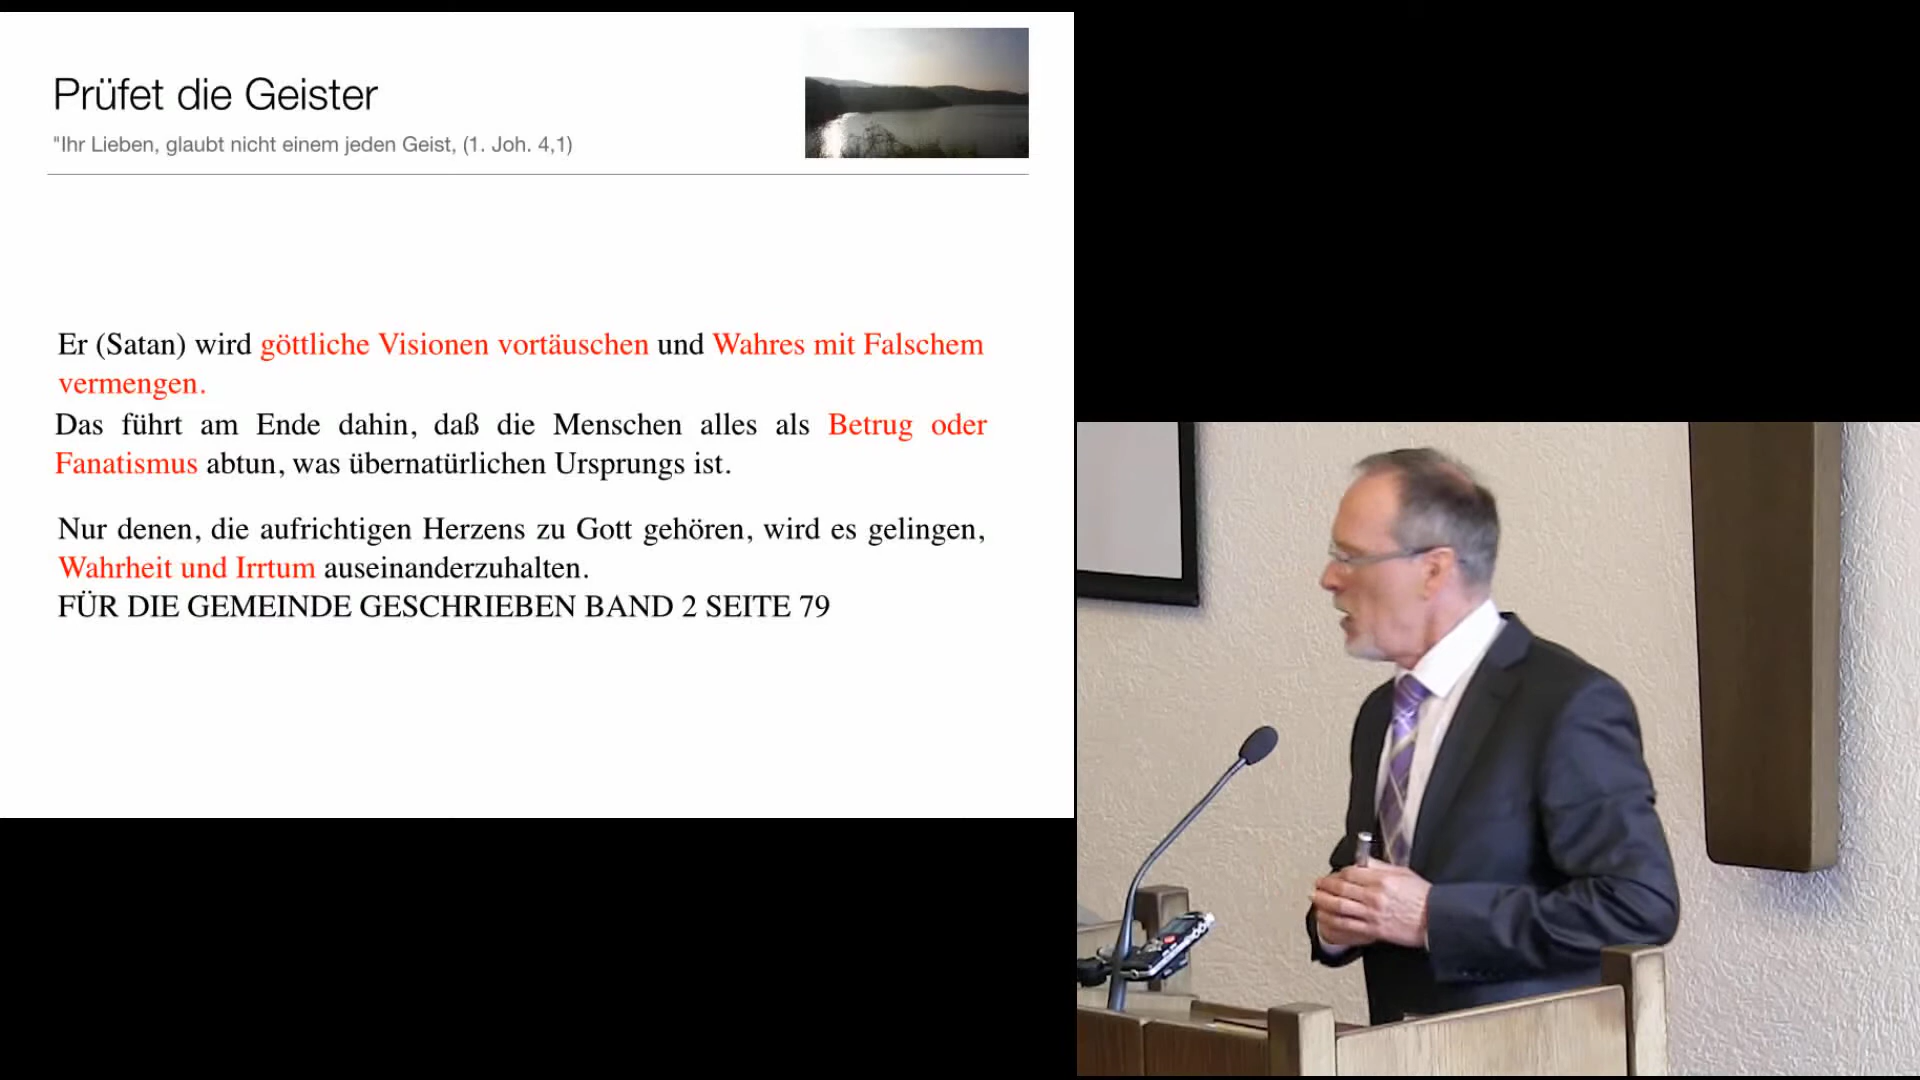 Prüfet die Geister
"Ihr Lieben, glaubt nicht einem jeden Geist, (1. Joh. 4,1)
Er (Satan) wird göttliche Visionen vortäuschen und Wahres mit Falschem
vermengen.
Das führt am Ende dahin, daß die Menschen alles als Betrug oder
Fanatismus abtun, was übernatürlichen Ursprungs ist.
Nur denen, die aufrichtigen Herzens zu Gott gehören, wird es gelingen,
Wahrheit und Irrtum auseinanderzuhalten.
FÜR DIE GEMEINDE GESCHRIEBEN BAND 2 SEITE 79